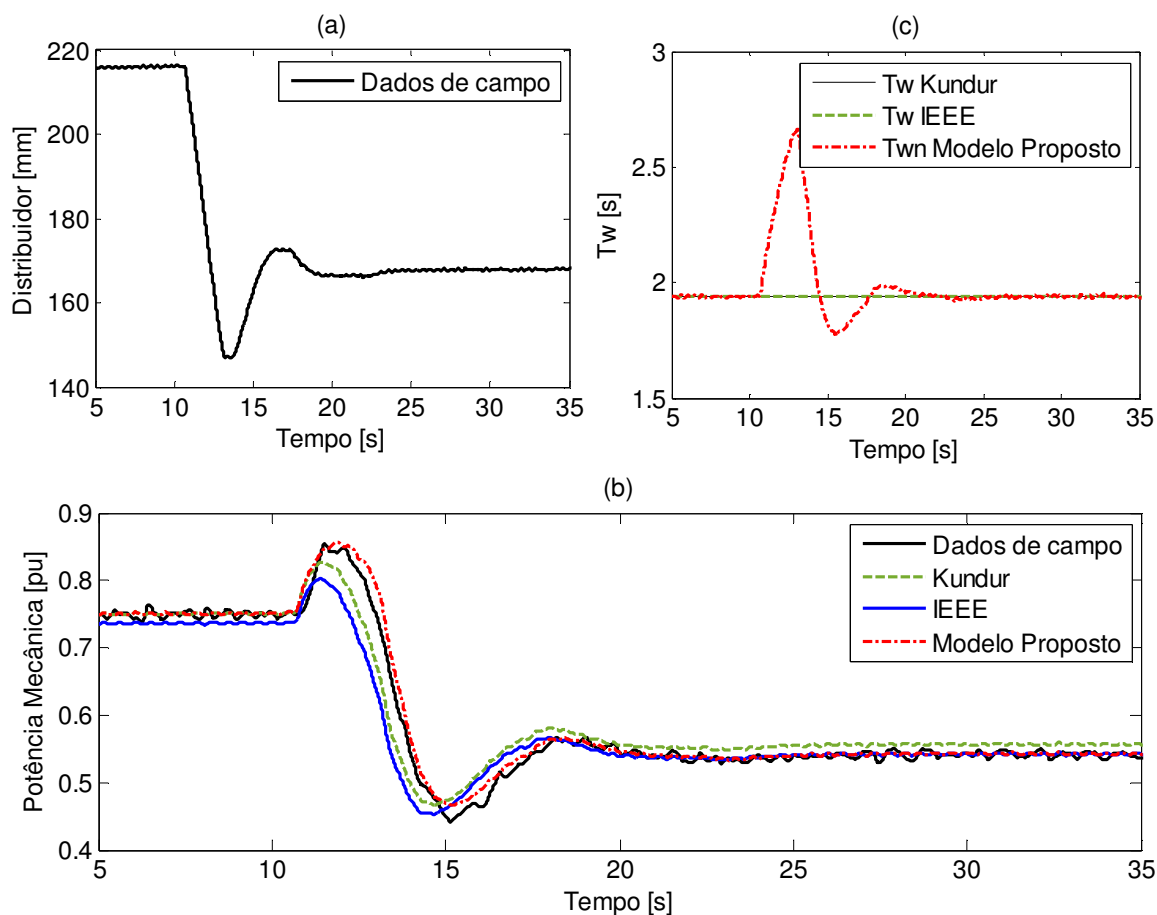 (a)
220
200
180
160
140
Distribuidor [mm]
Dados de campo
5 10 15 20 25 30 35
Tempo [s]
(c)
3
2.5
2
1.5
Tw [s]
Tw Kundur
Tw IEEE
Twn Modelo Proposto
5 10 15 20 25 30 35
Tempo [s]
(b)
0.9
0.8
0.7
0.6
0.5
0.4
Potência Mecânica [pu]
Dados de campo
Kundur
IEEE
Modelo Proposto
5 10 15 20 25 30 35
Tempo [s]